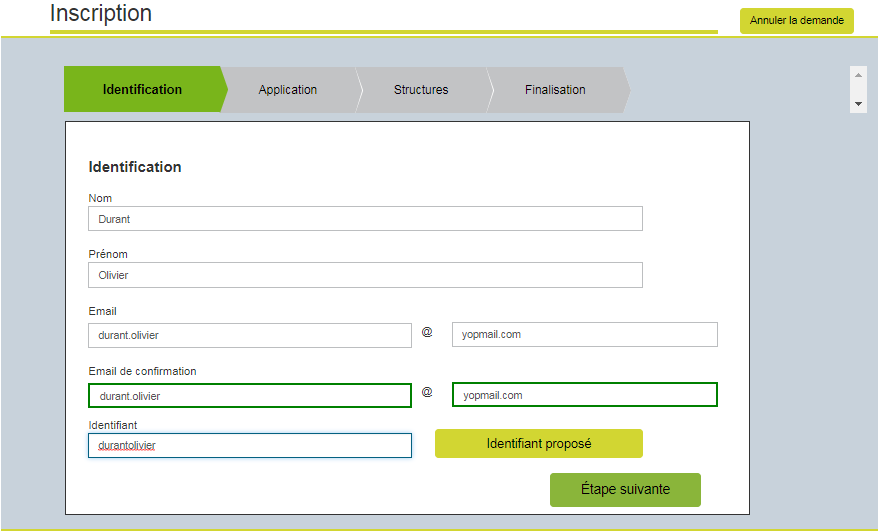 Inscription
Annuler la demande
Identification Application Structures Finalisation
Identification
Nom
Durant
Prénom
Olivier
Email
durant.olivier @ yopmail.com
Email de confirmation
durant.olivier @ yopmail.com
Identifiant
durantolivier Identifiant proposé
Étape suivante